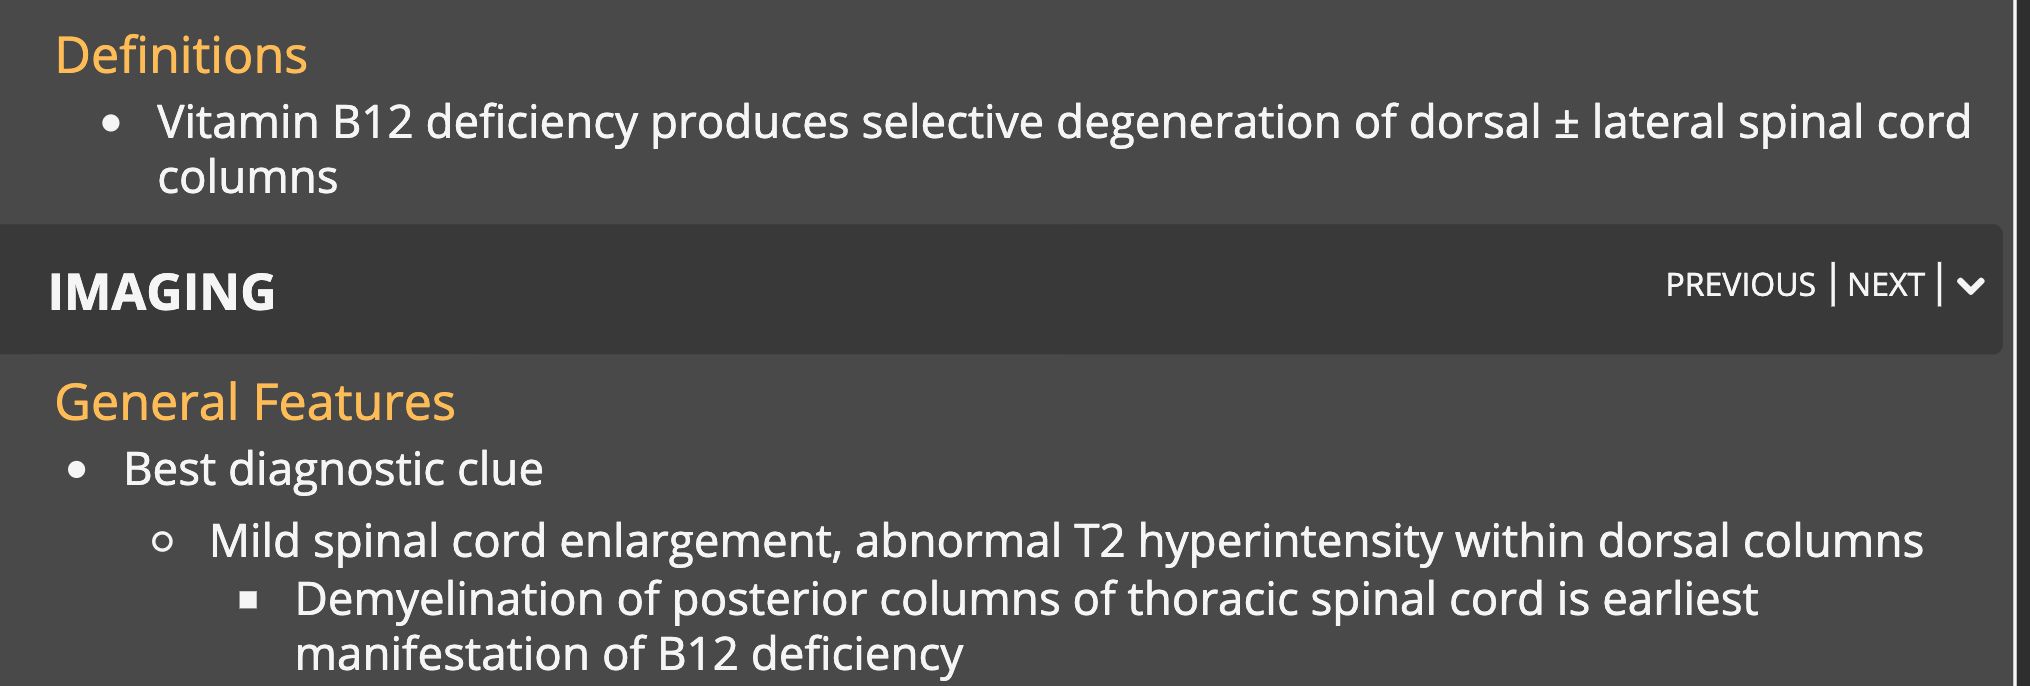 Definitions
• Vitamin B12 deficiency produces selective degeneration of dorsal ± lateral spinal cord
columns
IMAGING
PREVIOUS | NEXT |
General Features
• Best diagnostic clue
○ Mild spinal cord enlargement, abnormal T2 hyperintensity within dorsal columns
▪ Demyelination of posterior columns of thoracic spinal cord is earliest
manifestation of B12 deficiency